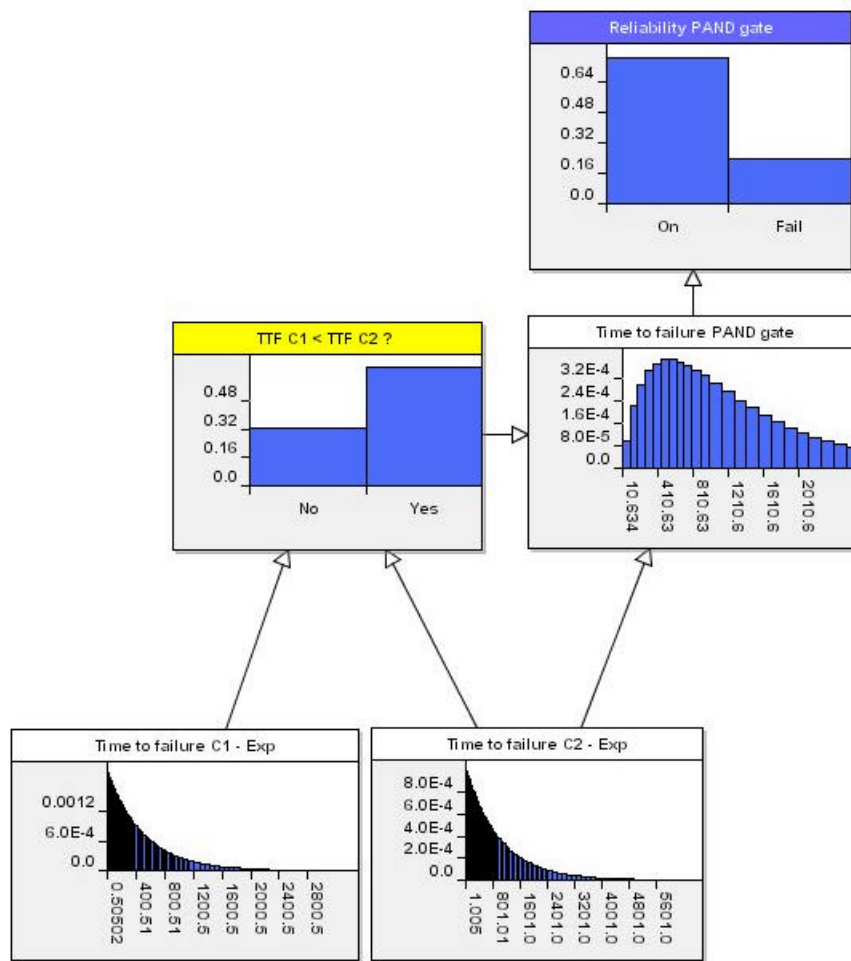 Reliability PAND gate
0.64
0.48
0.32
0.16
0.0
On Fail
TTF C1 < TTF C2 ?
0.48
0.32
0.16
0.0
No Yes
Time to failure PAND gate
3.2E-4
2.4E-4
1.6E-4
8.0E-5
0.0
10.634 410.63 810.63 1210.6 1610.6 2010.6
Time to failure C1 - Exp
0.0012
6.0E-4
0.0
0.50502 400.51 800.51 1200.5 1600.5 2000.5 2400.5 2800.5
Time to failure C2 - Exp
8.0E-4
6.0E-4
4.0E-4
2.0E-4
0.0
1.005 801.01 1601.0 2401.0 3201.0 4001.0 4801.0 5601.0